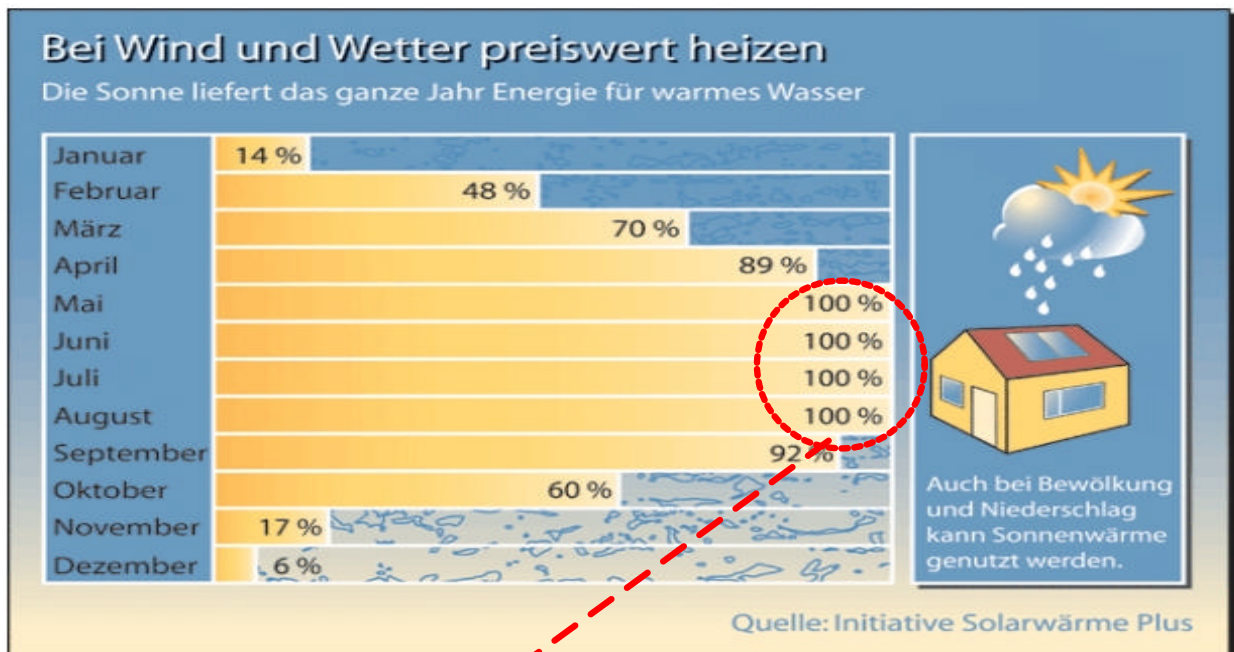 Bei Wind und Wetter preiswert heizen
Die Sonne liefert das ganze Jahr Energie für warmes Wasser
Januar 14 %
Februar 48 %
März 70 %
April 89 %
Mai 100 %
Juni 100 %
Juli 100 %
August 100 %
September 92 %
Oktober 60 %
November 17 %
Dezember 6 %
Auch bei Bewölkung
und Niederschlag
kann Sonnenwärme
genutzt werden.
Quelle: Initiative Solarwärme Plus